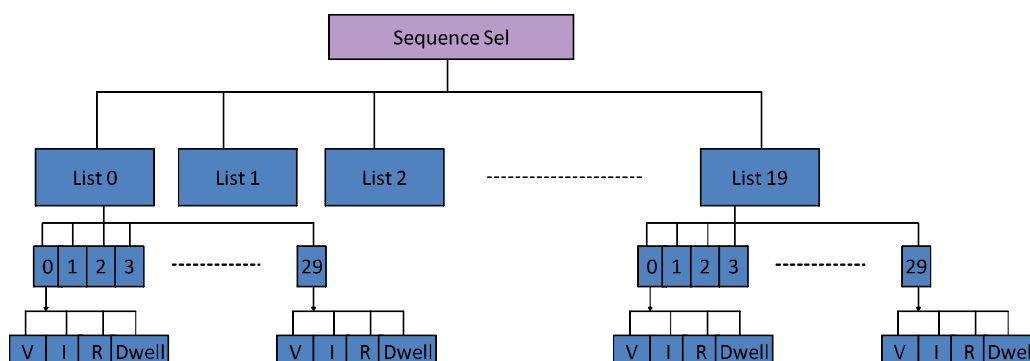 Sequence Sel
List 0 List 1 List 2 List 19
0 1 2 3 29 0 1 2 3 29
V I R Dwell V I R Dwell V I R Dwell V I R Dwell